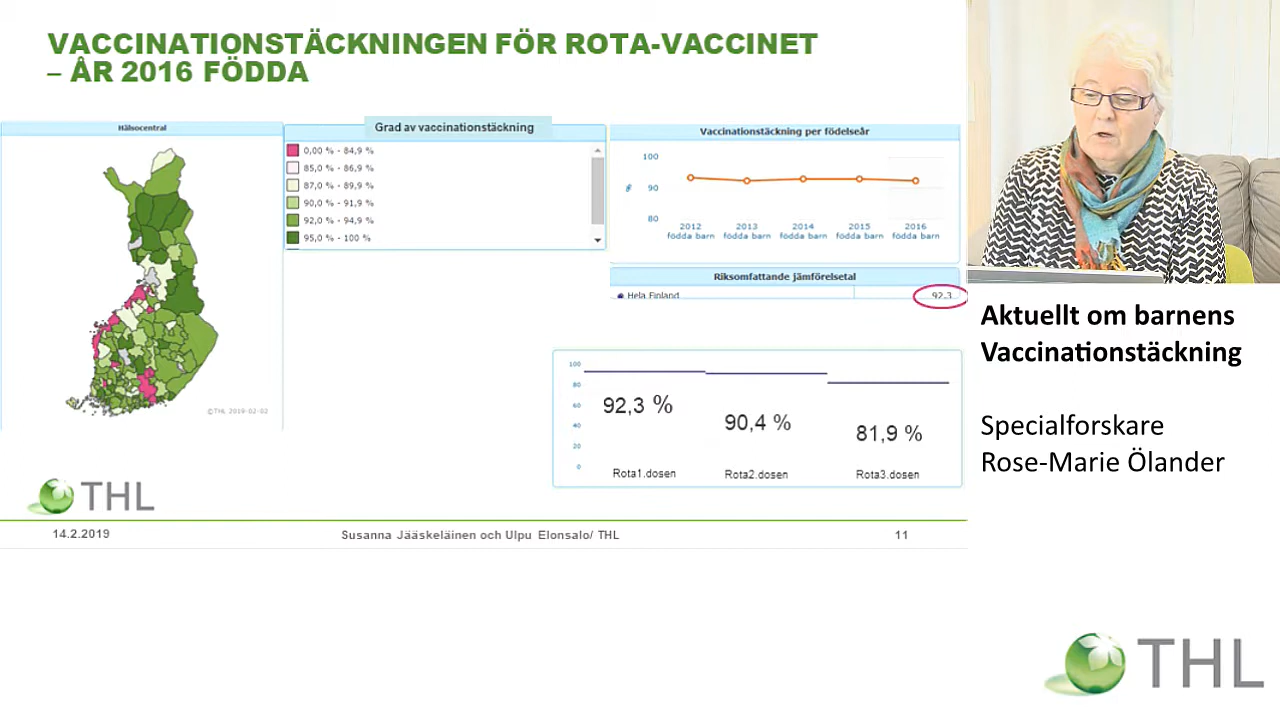 VACCINATIONSTÄCKNINGEN FÖR ROTA-VACCINET
– ÅR 2016 FÖDDA
Hälsocentral
Grad av vaccinationstäckning
0,00 % - 84,9 %
85,0 % - 86,9 %
87,0 % - 89,9 %
90,0 % - 91,9 %
92,0 % - 94,9 %
95,0 % - 100 %
©THL 2019-02-02
Vaccinationstäckning per födelseår
100
%
90
80
2012 2013 2014 2015 2016
födda barn födda barn födda barn födda barn födda barn
Riksomfattande jämförelsetal
Hela Finland 92,3
100
80
60
40
20
0
92,3 %
90,4 %
81,9 %
Rota1.dosen Rota2.dosen Rota3.dosen
THL
14.2.2019 Susanna Jääskeläinen och Ulpu Elonsalo/ THL 11
Aktuellt om barnens
Vaccinationstäckning
Specialforskare
Rose-Marie Ölander
THL